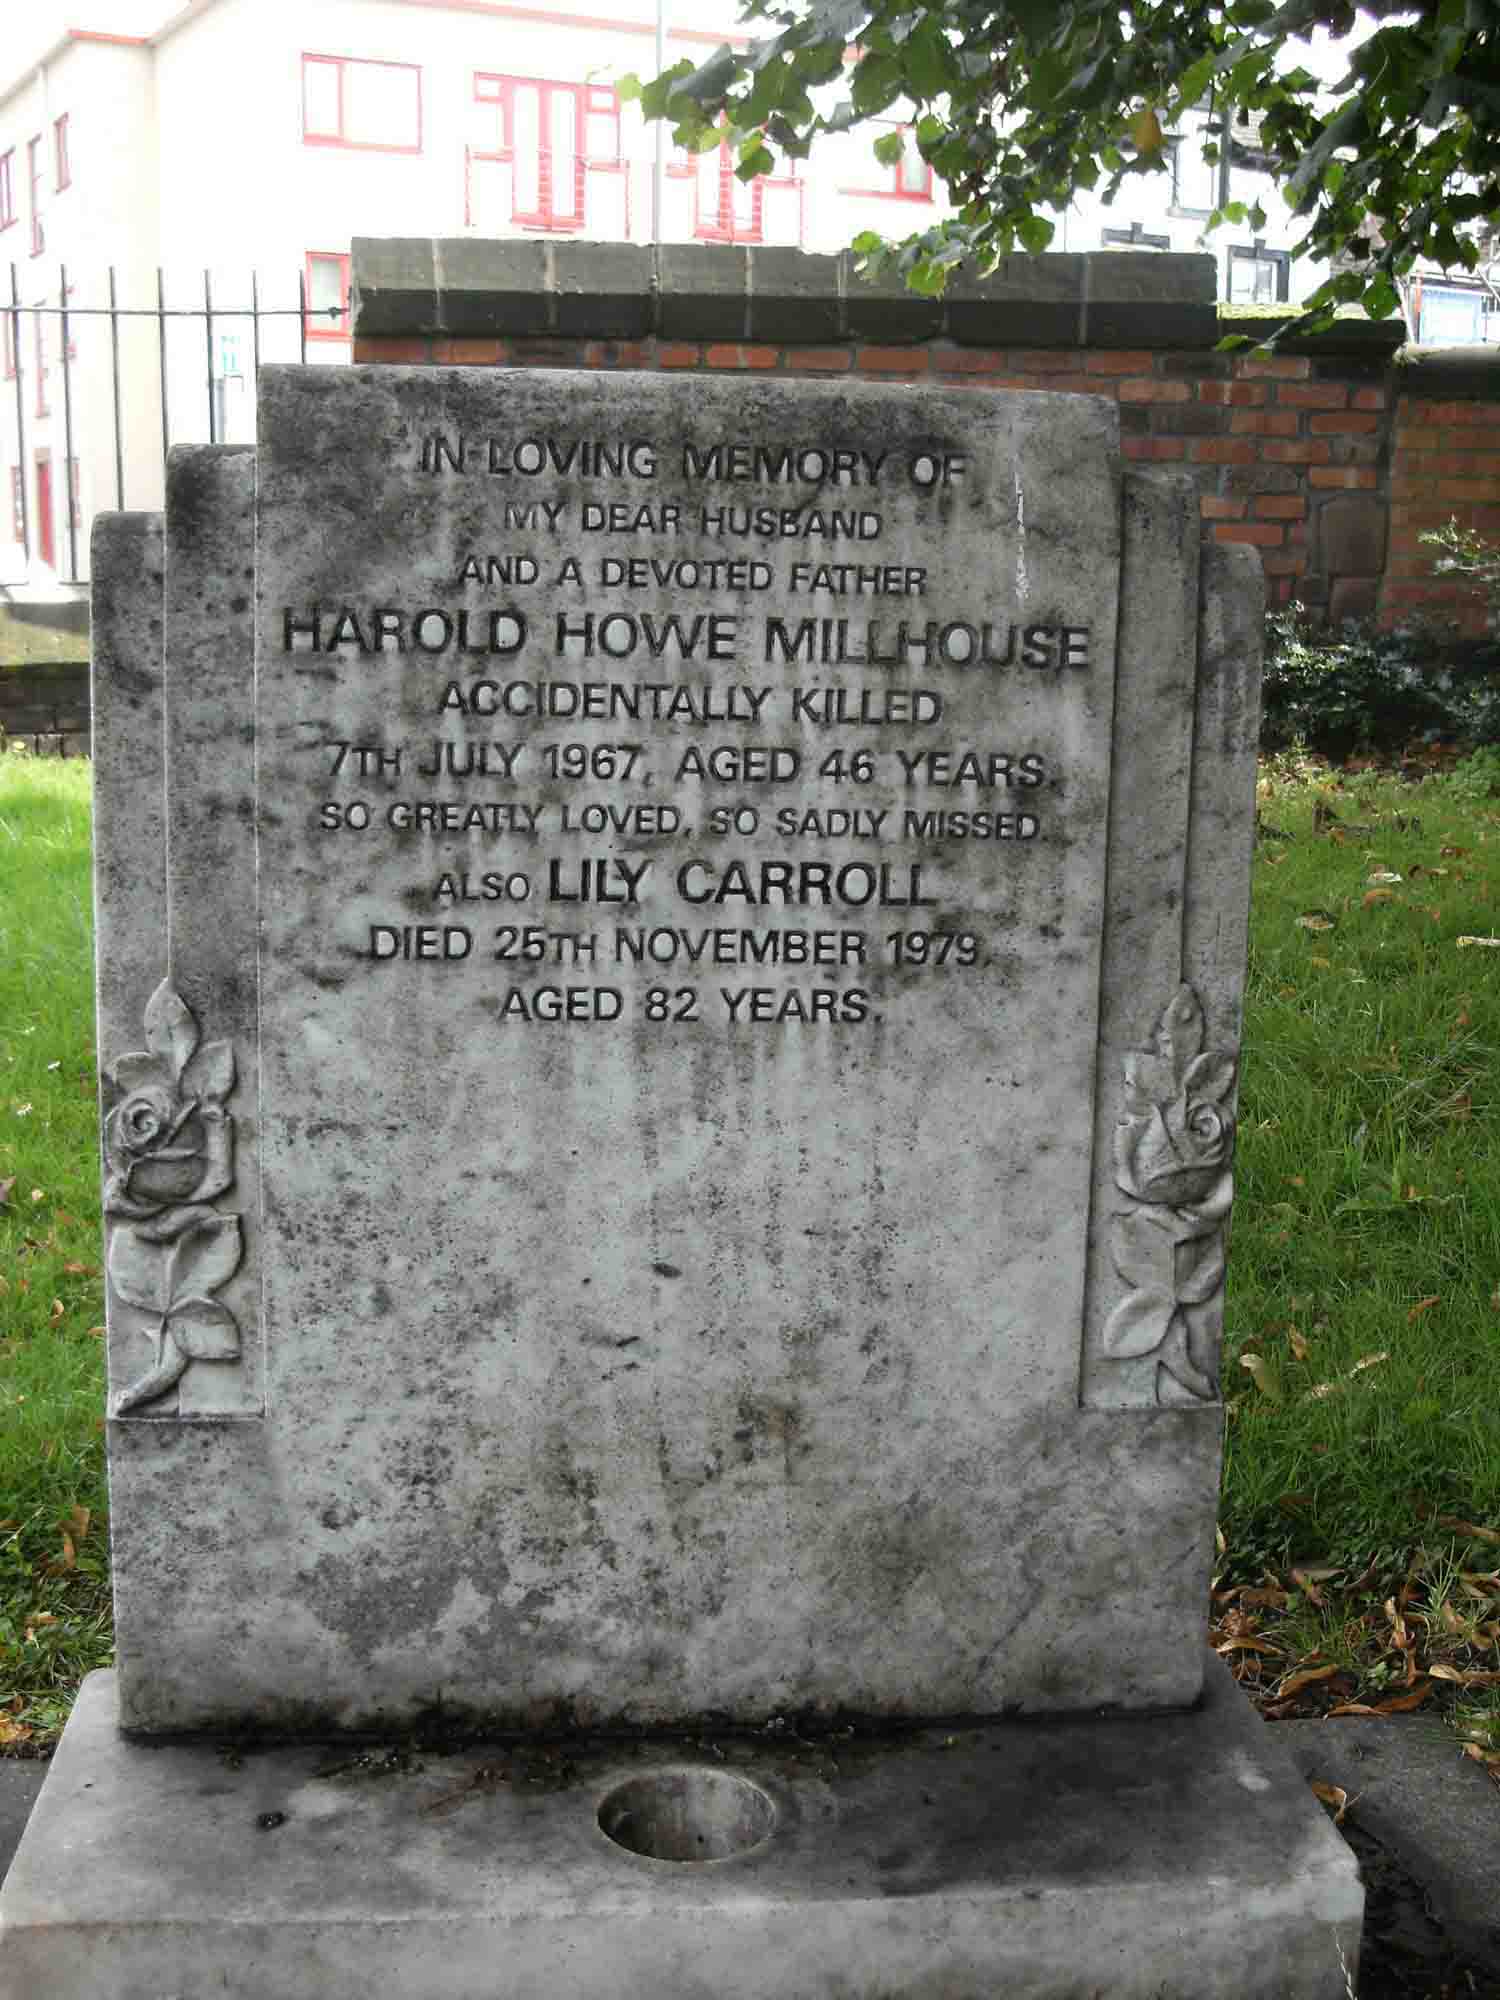 IN LOVING MEMORY OF
MY DEAR HUSBAND
AND A DEVOTED FATHER
HAROLD HOWE MILLHOUSE
ACCIDENTALLY KILLED
7TH JULY 1967, AGED 46 YEARS.
SO GREATLY LOVED, SO SADLY MISSED.
ALSO LILY CARROLL
DIED 25TH NOVEMBER 1979,
AGED 82 YEARS.